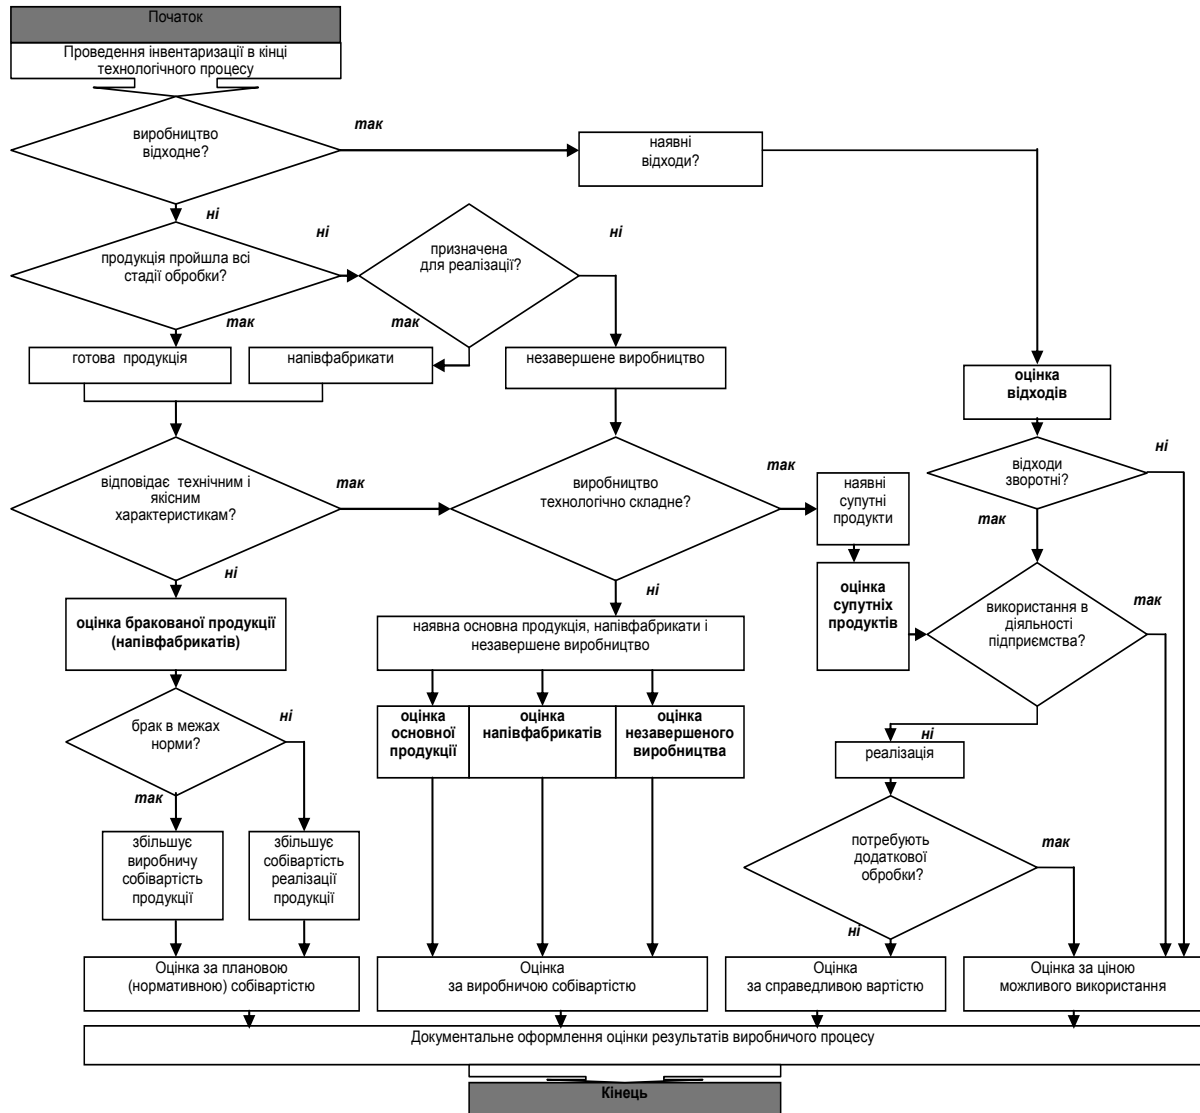 Початок
Проведення інвентаризації в кінці
технологічного процесу
виробництво
відходне?
так
наявні
відходи?
ні
продукція пройшла всі
стадії обробки?
ні
призначена
для реалізації?
ні
так
так
готова продукція
напівфабрикати
незавершене виробництво
оцінка
відходів
відповідає технічним і
якісним
характеристикам?
так
виробництво
технологічно складне?
так
наявні
супутні
продукти
відходи
зворотні?
ні
так
ні
ні
оцінка бракованої продукції
(напівфабрикатів)
наявна основна продукція, напівфабрикати і
незавершене виробництво
оцінка
супутніх
продуктів
використання в
діяльності
підприємства?
так
брак в межах
норми?
ні
так
оцінка
основної
продукції
оцінка
напівфабрикатів
оцінка
незавершеного
виробництва
ні
реалізація
збільшує
виробничу
собівартість
продукції
збільшує
собівартість
реалізації
продукції
потребують
додаткової
обробки?
так
ні
Оцінка за плановою
(нормативною) собівартістю
Оцінка
за виробничою собівартістю
Оцінка
за справедливою вартістю
Оцінка за ціною
можливого використання
Документальне оформлення оцінки результатів виробничого процесу
Кінець